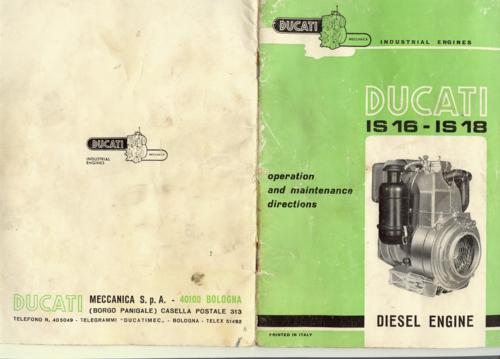 DUCATI
MECCANICA
INDUSTRIAL
ENGINES
DUCATI MECCANICA S.p.A. - 40100 BOLOGNA
(BORGO PANIGALE) CASELLA POSTALE 313
TELEFONO N. 405049 - TELEGRAMMI "DUCATIMEC" - BOLOGNA - TELEX 51492
DUCATI
MECCANICA
INDUSTRIAL ENGINES
DUCATI
IS 16 - IS 18
operation
and maintenance
directions
DIESEL ENGINE
PRINTED IN ITALY